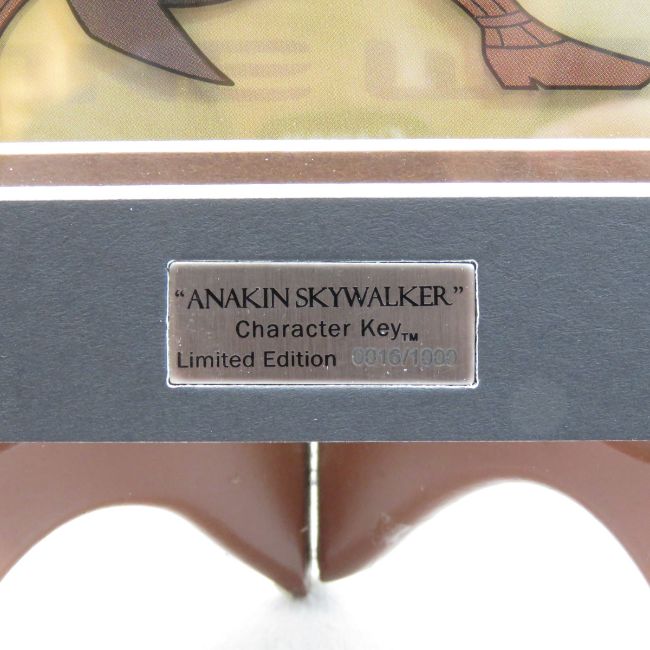 “ANAKIN SKYWALKER”
Character Key™
Limited Edition 0016/1000